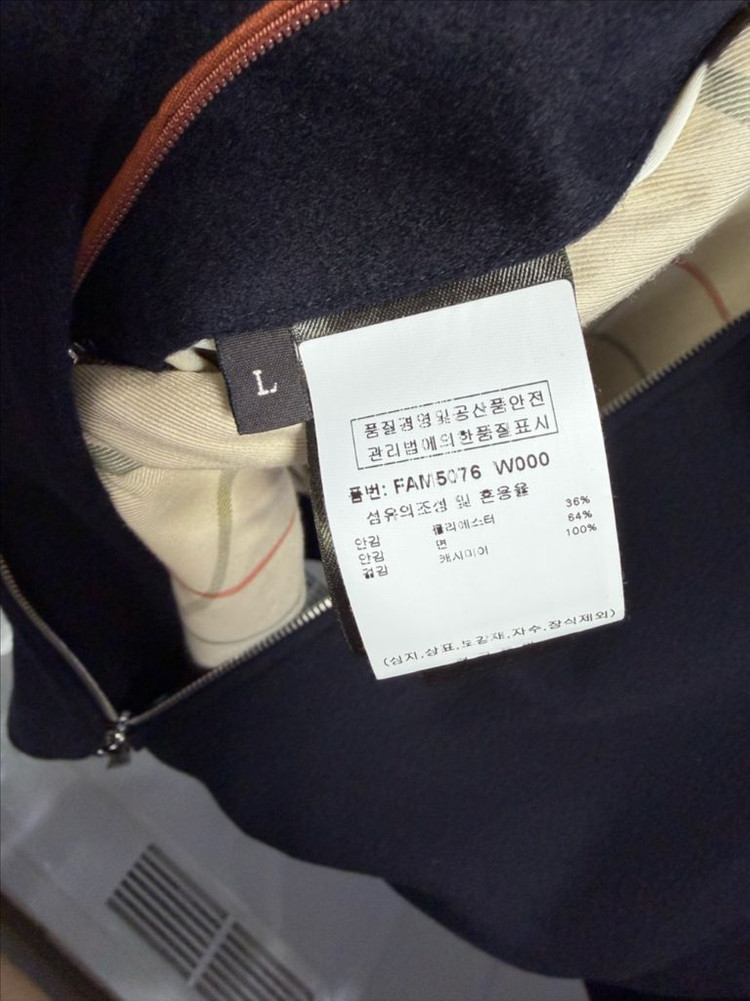 L
품질경영및공산품안전
관리법에의한품질표시
품번: FAM5076 W000
섬유의조성 및 혼용율
안감 폴리에스터 36%
안감 면 64%
겉감 캐시미어 100%
(심지,상표,도감재,자수,장식제외)